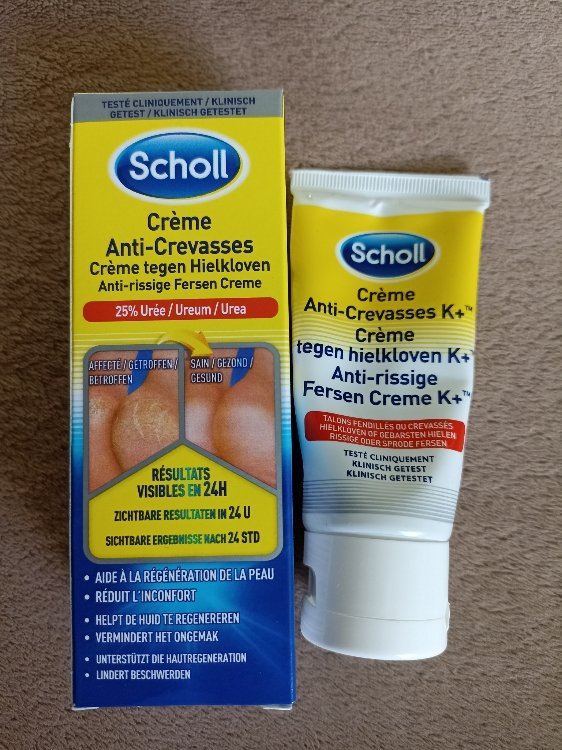 TESTÉ CLINIQUEMENT / KLINISCH
GETEST / KLINISCH GETESTET
Scholl
Crème
Anti-Crevasses
Crème tegen Hielkloven
Anti-rissige Fersen Creme
25% Urée / Ureum / Urea
AFFECTÉ / GETROFFEN /
BETROFFEN
SAIN / GEZOND /
GESUND
RÉSULTATS
VISIBLES EN 24H
ZICHTBARE RESULTATEN IN 24 U
SICHTBARE ERGEBNISSE NACH 24 STD
• AIDE À LA RÉGÉNÉRATION DE LA PEAU
• RÉDUIT L'INCONFORT
• HELPT DE HUID TE REGENEREREN
• VERMINDERT HET ONGEMAK
• UNTERSTÜTZT DIE HAUTREGENERATION
• LINDERT BESCHWERDEN
Scholl
Crème
Anti-Crevasses K+™
Crème
tegen hielkloven K+™
Anti-rissige
Fersen Creme K+™
TALONS FENDILLÉS OU CREVASSÉS
HIELKLOVEN OF GEBARSTEN HIELEN
RISSIGE ODER SPRÖDE FERSEN
TESTÉ CLINIQUEMENT
KLINISCH GETEST
KLINISCH GETESTET